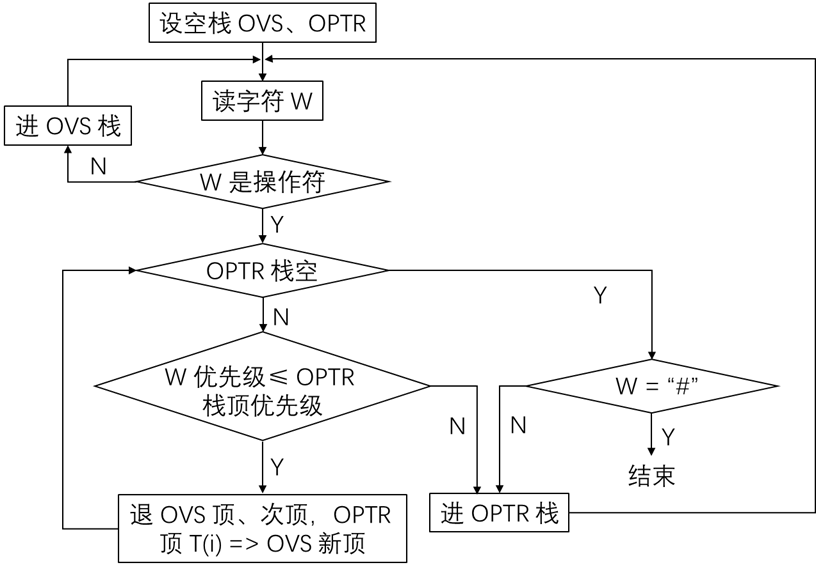 设空栈 OVS、OPTR
读字符 W
进 OVS 栈
N
W 是操作符
Y
OPTR 栈空
Y
N
W 优先级≤ OPTR
栈顶优先级
W = “#”
N
N
Y
Y
结束
退 OVS 顶、次顶，OPTR
顶 T(i) => OVS 新顶
进 OPTR 栈